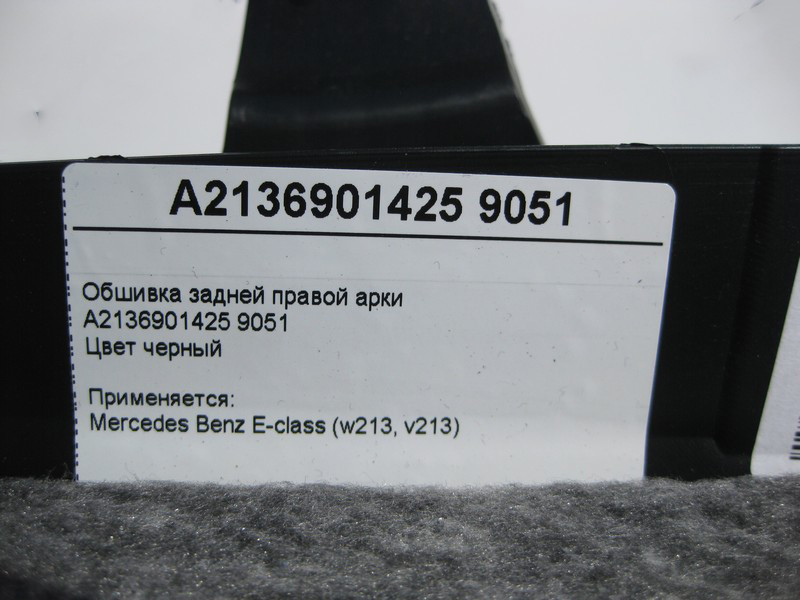 A2136901425 9051
Обшивка задней правой арки
A2136901425 9051
Цвет черный
Применяется:
Mercedes Benz E-class (w213, v213)